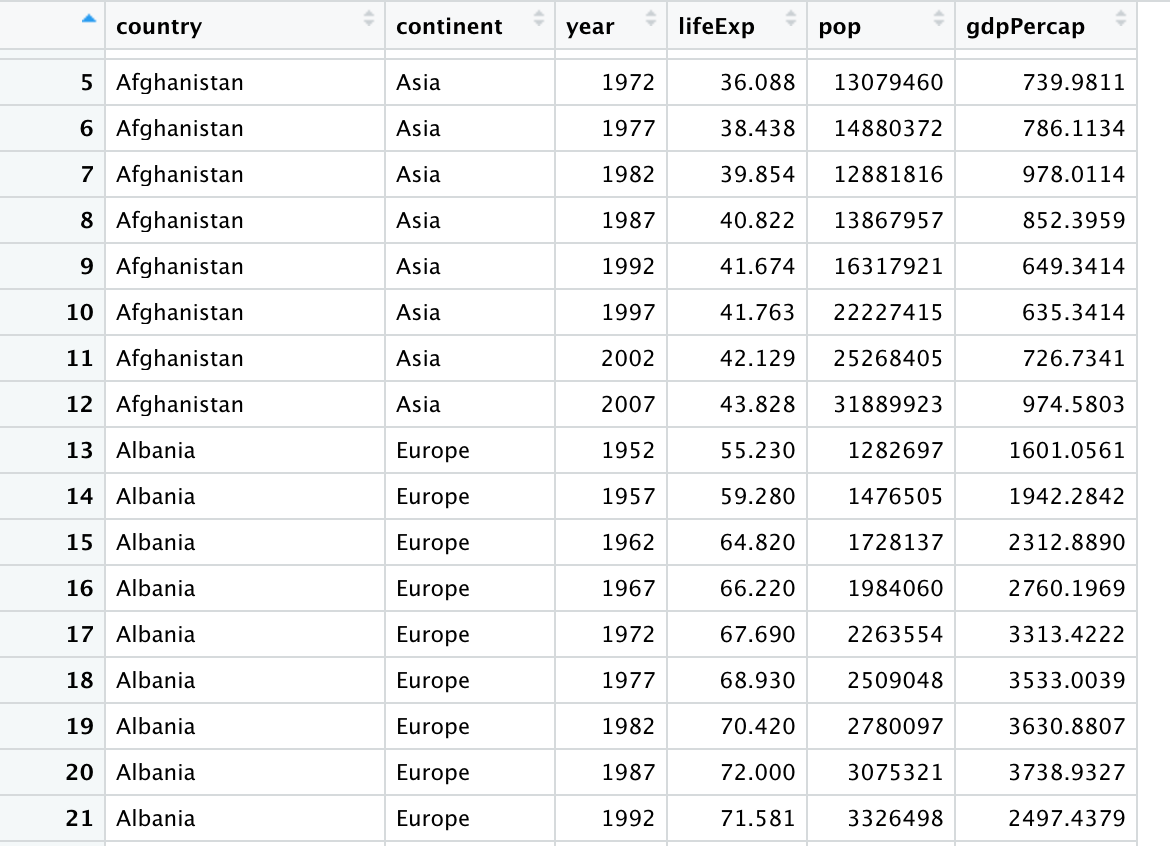 country continent year lifeExp pop gdpPercap
5 Afghanistan Asia 1972 36.088 13079460 739.9811
6 Afghanistan Asia 1977 38.438 14880372 786.1134
7 Afghanistan Asia 1982 39.854 12881816 978.0114
8 Afghanistan Asia 1987 40.822 13867957 852.3959
9 Afghanistan Asia 1992 41.674 16317921 649.3414
10 Afghanistan Asia 1997 41.763 22227415 635.3414
11 Afghanistan Asia 2002 42.129 25268405 726.7341
12 Afghanistan Asia 2007 43.828 31889923 974.5803
13 Albania Europe 1952 55.230 1282697 1601.0561
14 Albania Europe 1957 59.280 1476505 1942.2842
15 Albania Europe 1962 64.820 1728137 2312.8890
16 Albania Europe 1967 66.220 1984060 2760.1969
17 Albania Europe 1972 67.690 2263554 3313.4222
18 Albania Europe 1977 68.930 2509048 3533.0039
19 Albania Europe 1982 70.420 2780097 3630.8807
20 Albania Europe 1987 72.000 3075321 3738.9327
21 Albania Europe 1992 71.581 3326498 2497.4379